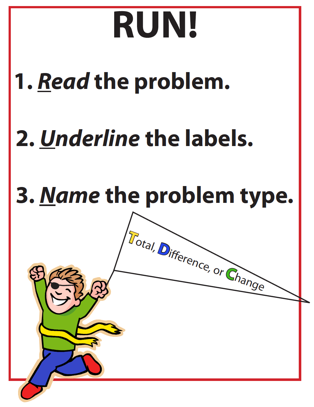 RUN!
1. Read the problem.
2. Underline the labels.
3. Name the problem type.
Total, Difference, or Change